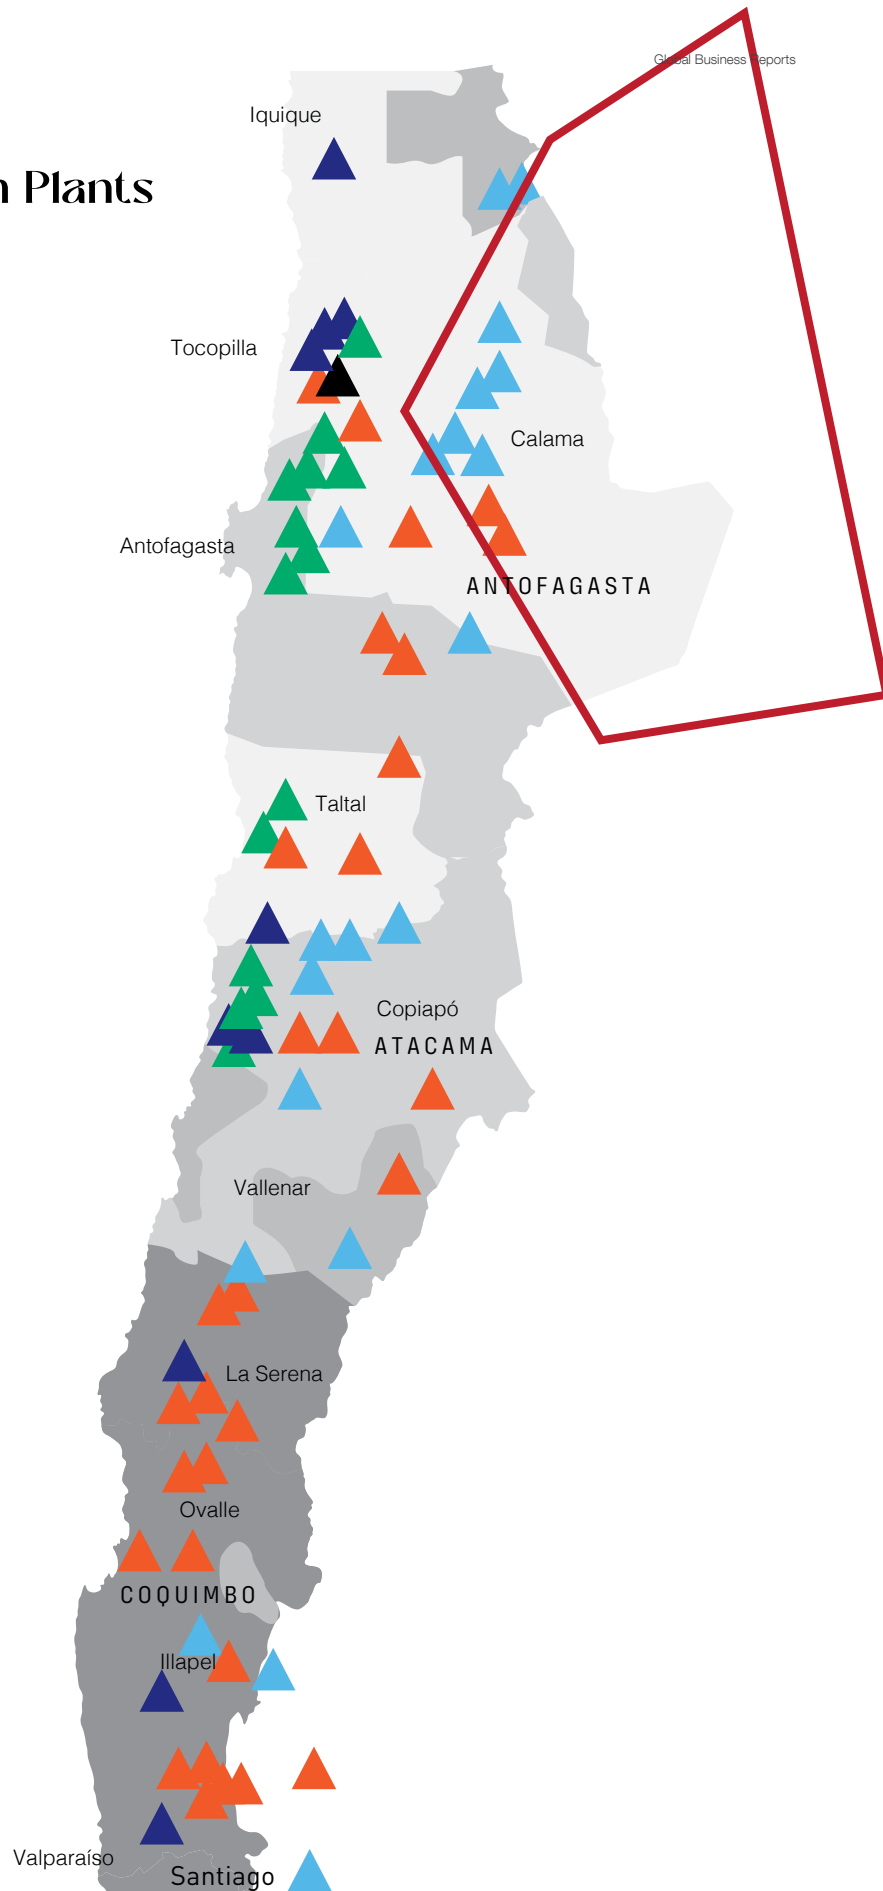 Global Business Reports
Iquique
n Plants
Tocopilla
Calama
Antofagasta
ANTOFAGASTA
Taltal
Copiapó
ATACAMA
Vallenar
La Serena
Ovalle
COQUIMBO
Illapel
Valparaíso
Santiago